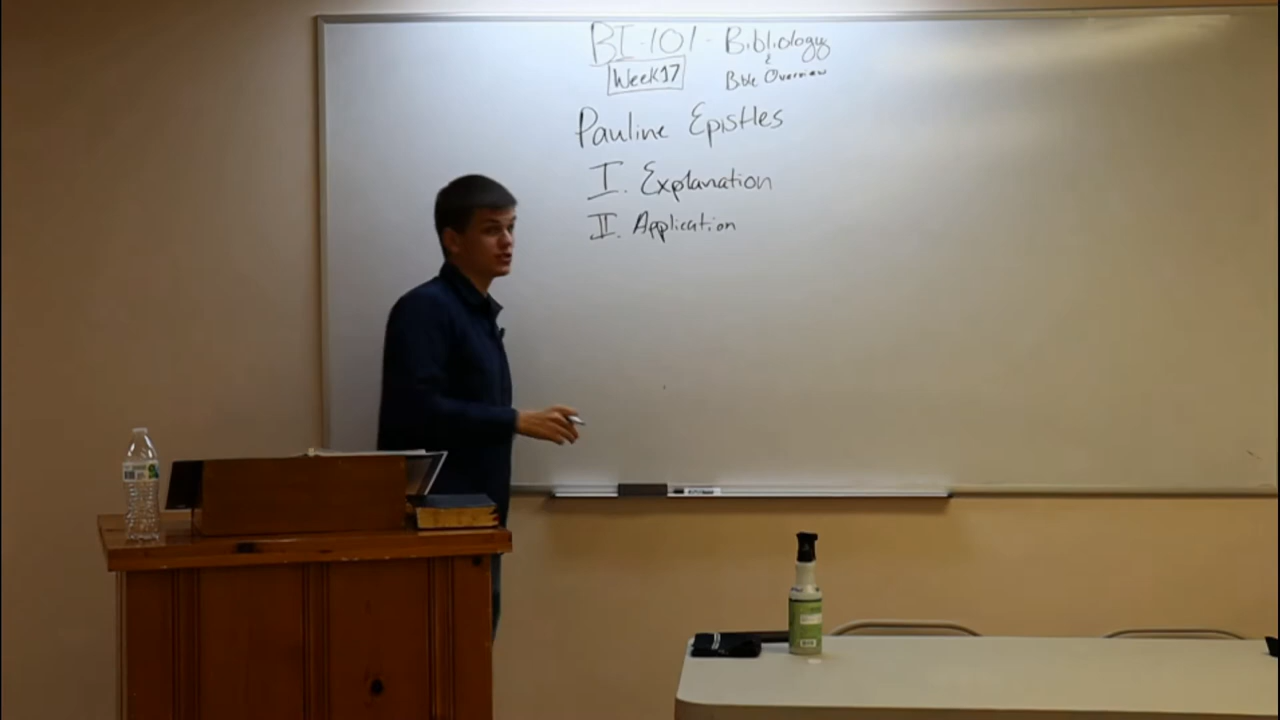 BI-101 - Bibliology
Week 17
& 
Bible Overview
Pauline Epistles
I. Explanation
II. Application